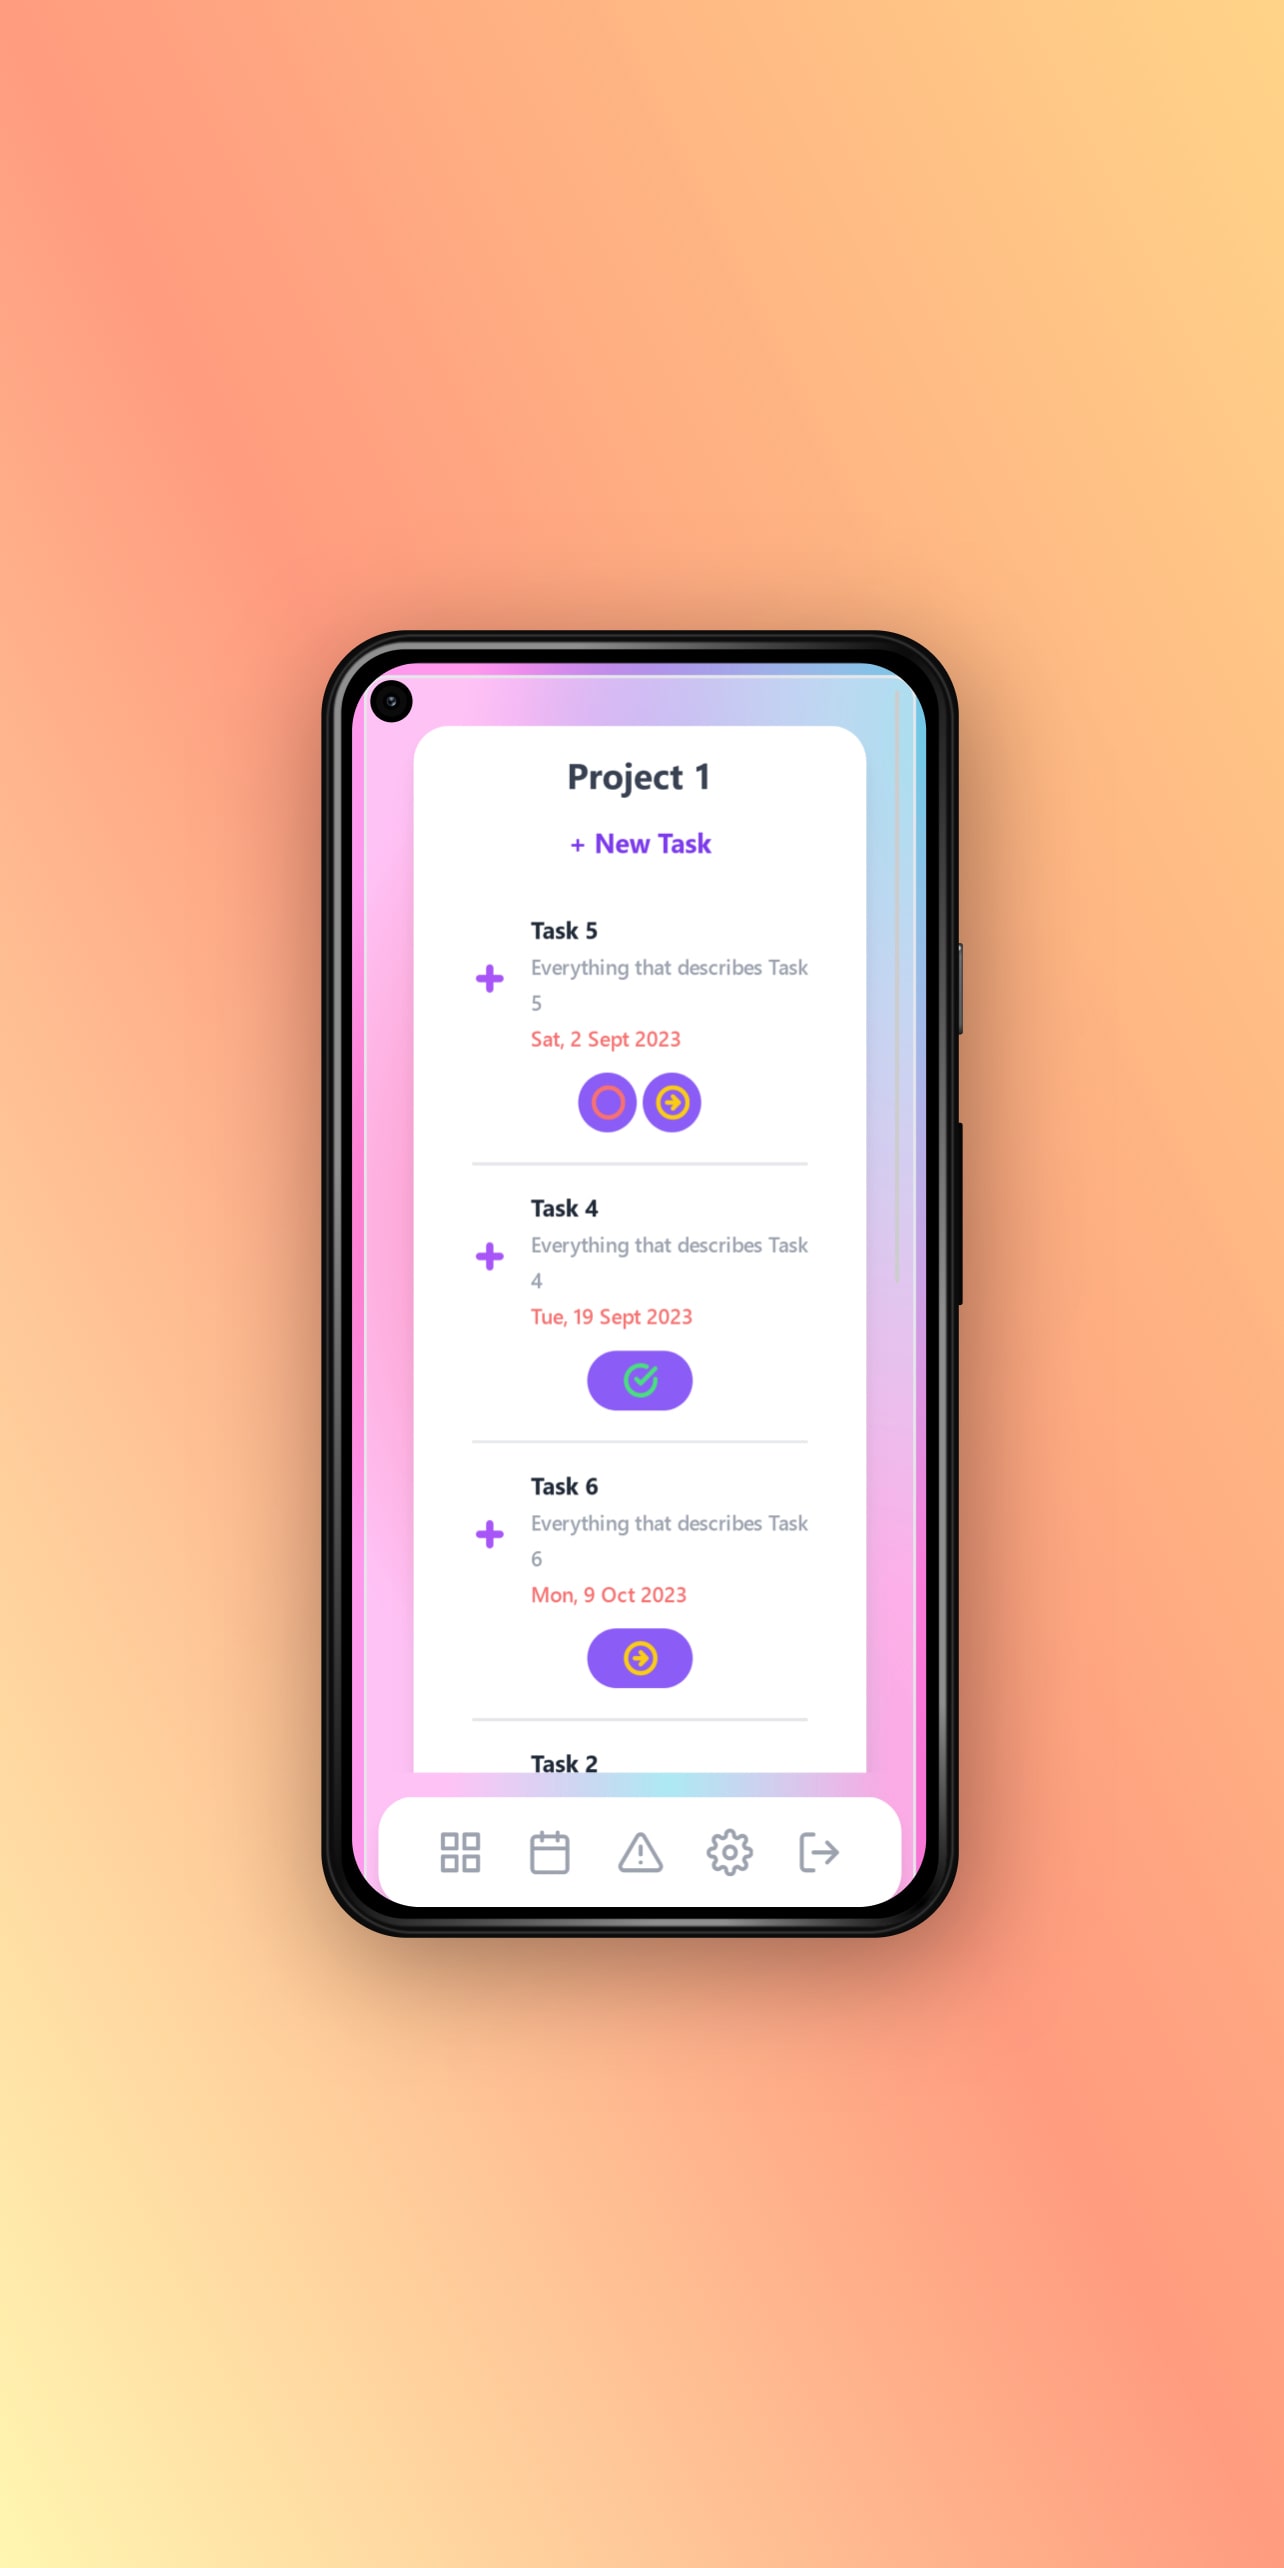 Project 1
+ New Task
Task 5
Everything that describes Task
5
Sat, 2 Sept 2023
Task 4
Everything that describes Task
4
Tue, 19 Sept 2023
Task 6
Everything that describes Task
6
Mon, 9 Oct 2023
Task 2